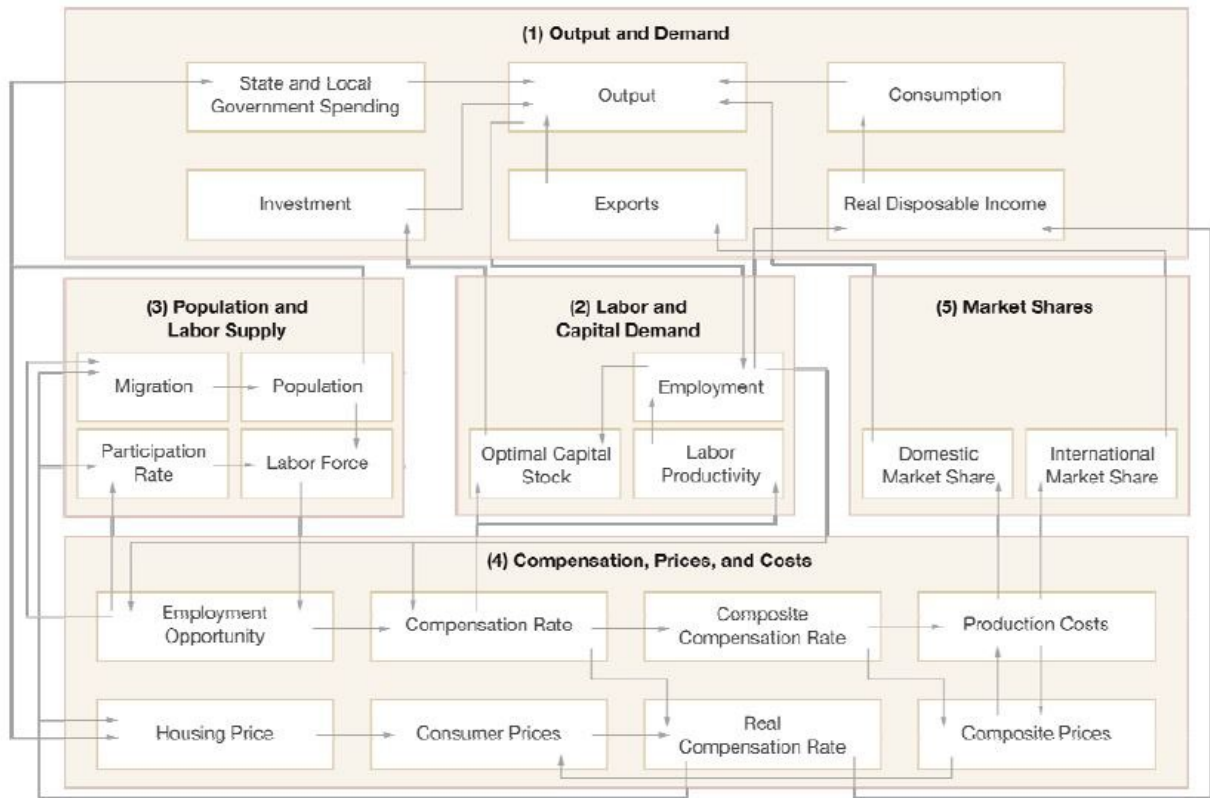 (1) Output and Demand
State and Local
Government Spending
Output
Consumption
Investment
Exports
Real Disposable Income
(3) Population and
Labor Supply
Migration
Population
Participation
Rate
Labor Force
(2) Labor and
Capital Demand
Employment
Optimal Capital
Stock
Labor
Productivity
(5) Market Shares
Domestic
Market Share
International
Market Share
(4) Compensation, Prices, and Costs
Employment
Opportunity
Compensation Rate
Composite
Compensation Rate
Production Costs
Housing Price
Consumer Prices
Real
Compensation Rate
Composite Prices